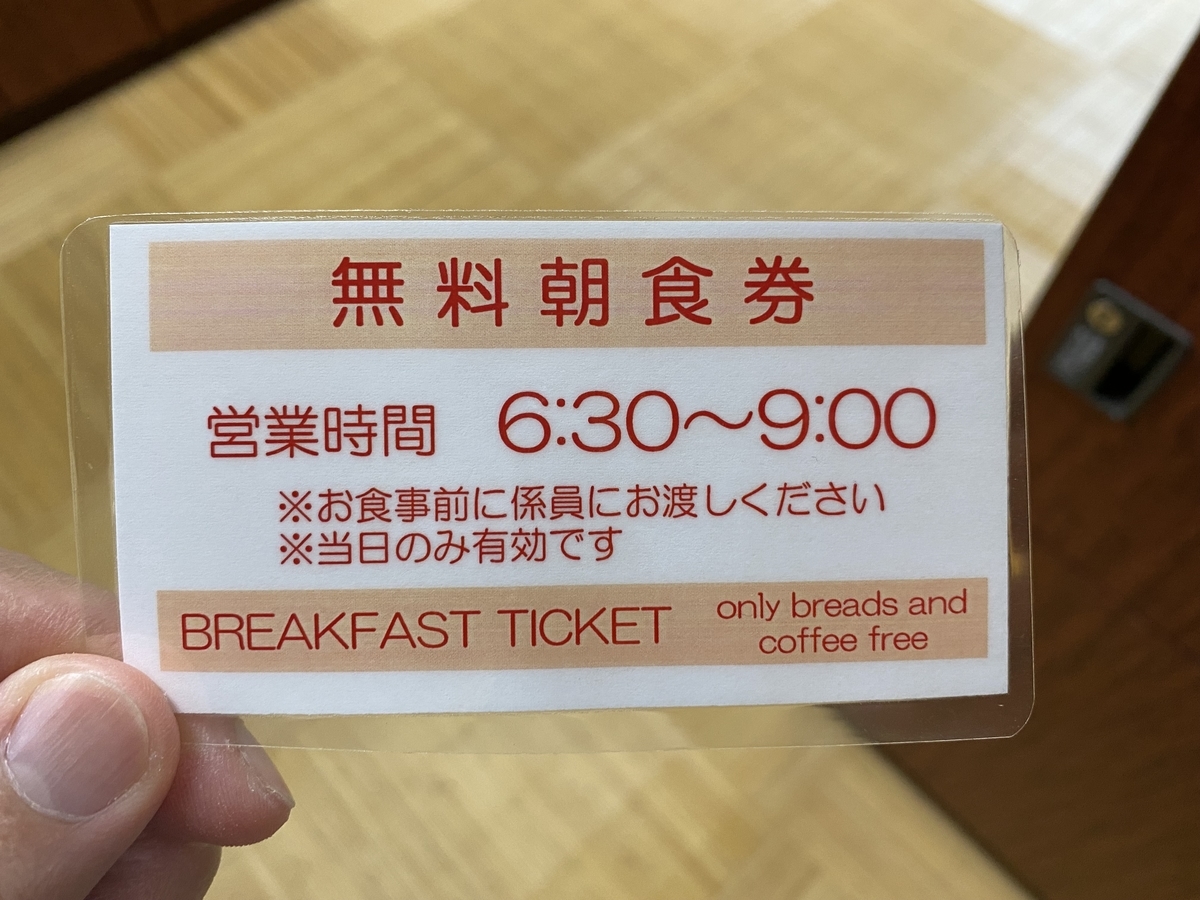 無料朝食券
営業時間 6:30〜9:00
※お食事前に係員にお渡しください
※当日のみ有効です
BREAKFAST TICKET
only breads and
coffee free